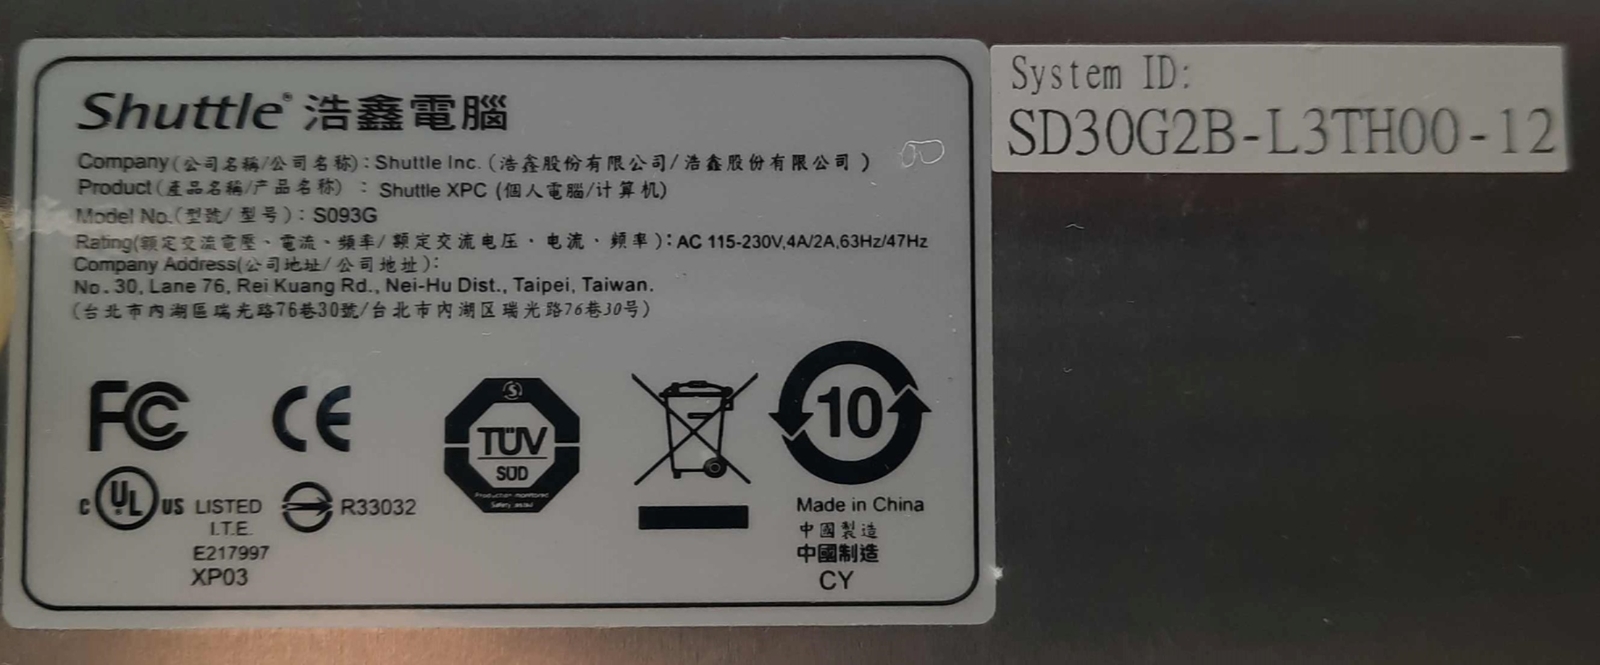 Shuttle® 浩鑫電腦
Company(公司名稱/公司名称): Shuttle Inc. (浩鑫股份有限公司/浩鑫股份有限公司)
Product(產品名稱/产品名称) : Shuttle XPC (個人電腦/计算机)
Model No.(型號/型号): S093G
Rating(額定交流電壓、電流、頻率/额定交流电压、电流、频率): AC 115-230V,4A/2A,63Hz/47Hz
Company Address(公司地址/公司地址):
No. 30, Lane 76, Rei Kuang Rd., Nei-Hu Dist., Taipei, Taiwan.
(台北市內湖區瑞光路76巷30號/台北市内湖区瑞光路76巷30号)
FC CE
TÜV
SÜD
Production monitored
Safety tested
10
C UL US LISTED
I.T.E.
E217997
XP03
R33032
Made in China
中國製造
中國制造
CY
System ID:
SD30G2B-L3TH00-12